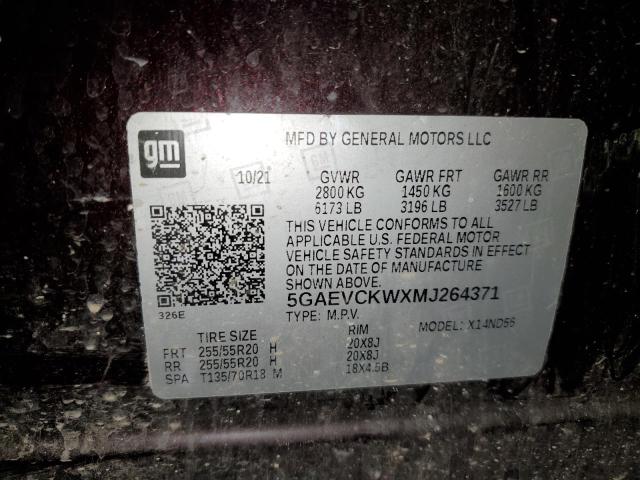 gm
MFD BY GENERAL MOTORS LLC
10/21 GVWR GAWR FRT GAWR RR
2800 KG 1450 KG 1600 KG
6173 LB 3196 LB 3527 LB
THIS VEHICLE CONFORMS TO ALL
APPLICABLE U.S. FEDERAL MOTOR
VEHICLE SAFETY STANDARDS IN EFFECT
ON THE DATE OF MANUFACTURE
SHOWN ABOVE.
5GAEVCKWXMJ264371
326E
TYPE: M.P.V. MODEL: X14ND56
TIRE SIZE RIM
FRT 255/55R20 H 20X8J
RR 255/55R20 H 20X8J
SPA T135/70R18 M 18X4.5B